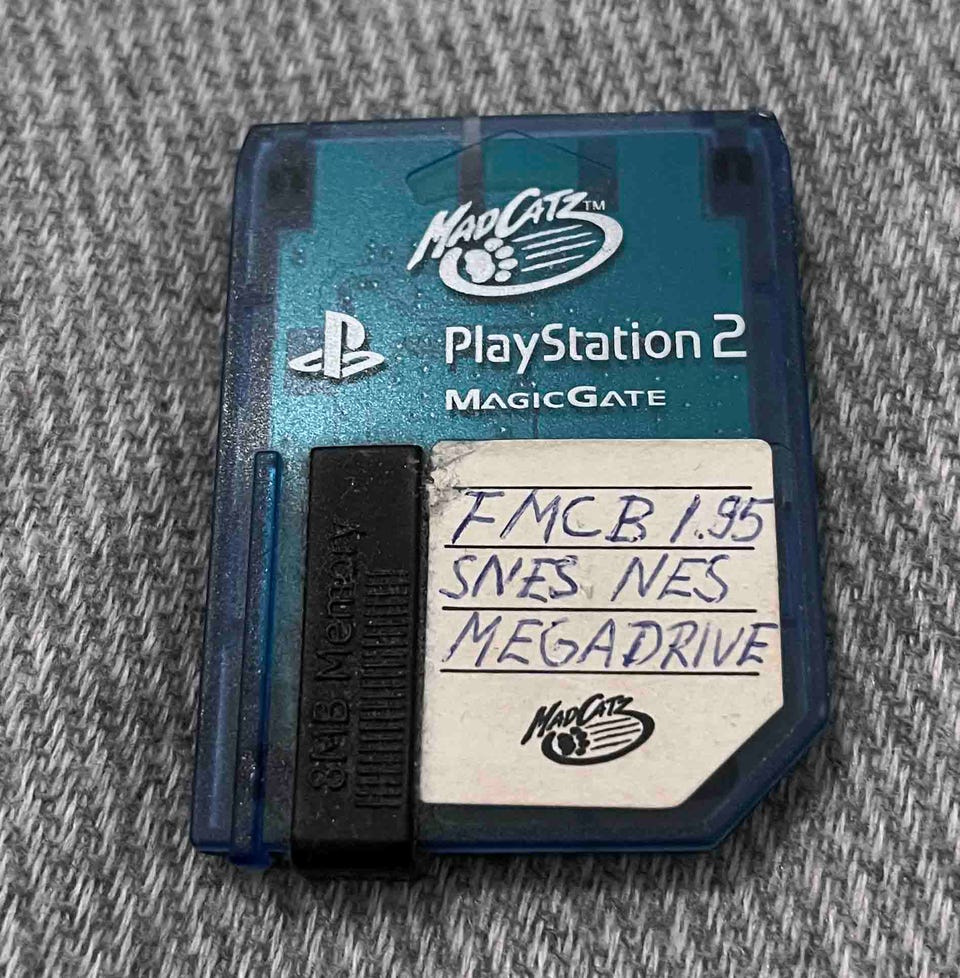 MADCATZ™
PlayStation 2
MAGICGATE
8MB Memory
FMCB 1.95
SNES NES
MEGADRIVE
MADCATZ